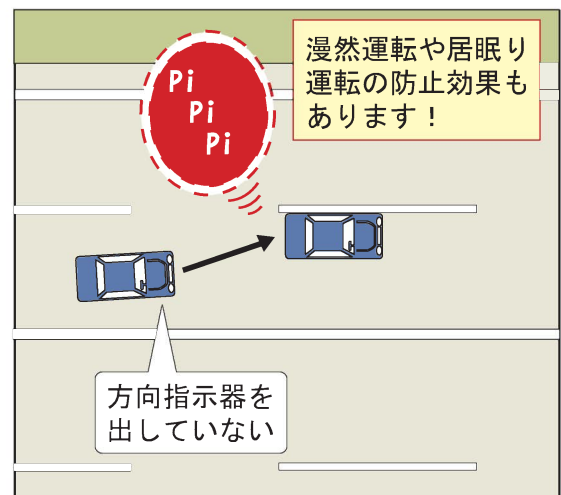 漫然運転や居眠り
運転の防止効果も
あります！
Pi
Pi
Pi
方向指示器を
出していない